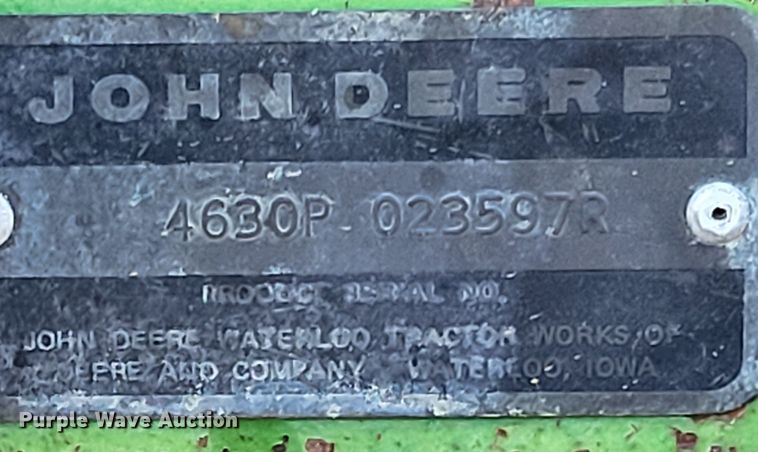 JOHN DEERE
4630P 023597R
PRODUCT SERIAL NO.
JOHN DEERE WATERLOO TRACTOR WORKS OF
DEERE AND COMPANY WATERLOO, IOWA
Purple Wave Auction